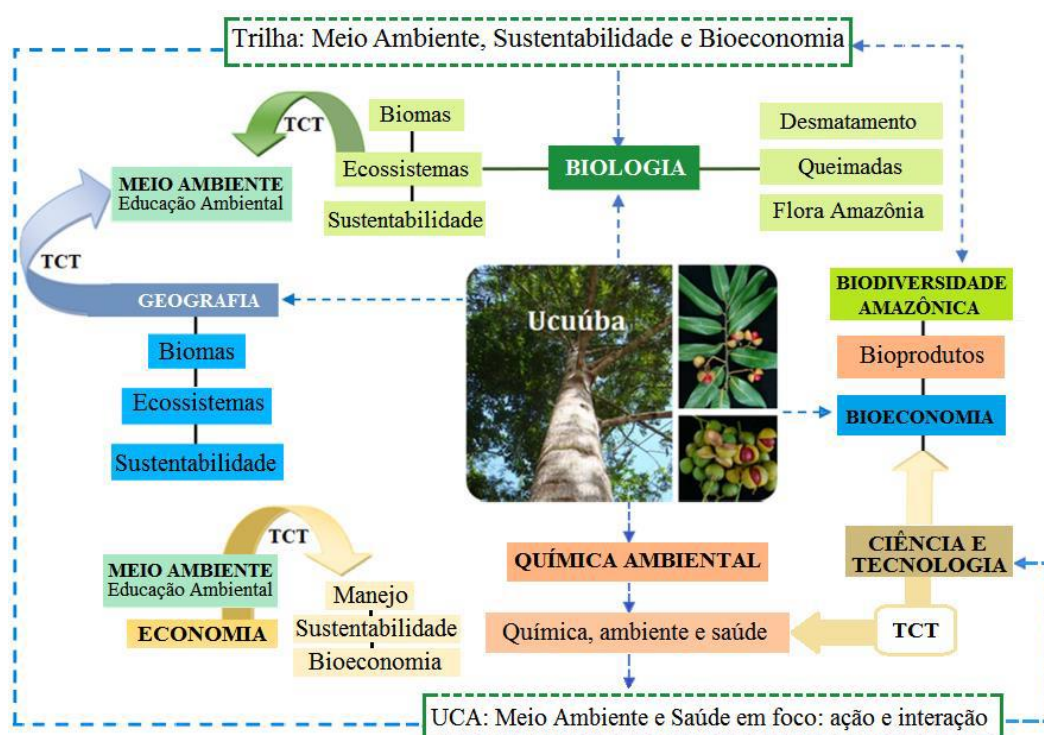 Trilha: Meio Ambiente, Sustentabilidade e Bioeconomia
TCT
Biomas
Ecossistemas
Sustentabilidade
BIOLOGIA
Desmatamento
Queimadas
Flora Amazônia
MEIO AMBIENTE
Educação Ambiental
TCT
GEOGRAFIA
Biomas
Ecossistemas
Sustentabilidade
Ucuúba
BIODIVERSIDADE
AMAZÔNICA
Bioprodutos
BIOECONOMIA
TCT
MEIO AMBIENTE
Educação Ambiental
ECONOMIA
Manejo
Sustentabilidade
Bioeconomia
QUÍMICA AMBIENTAL
Química, ambiente e saúde
CIÊNCIA E
TECNOLOGIA
TCT
UCA: Meio Ambiente e Saúde em foco: ação e interação